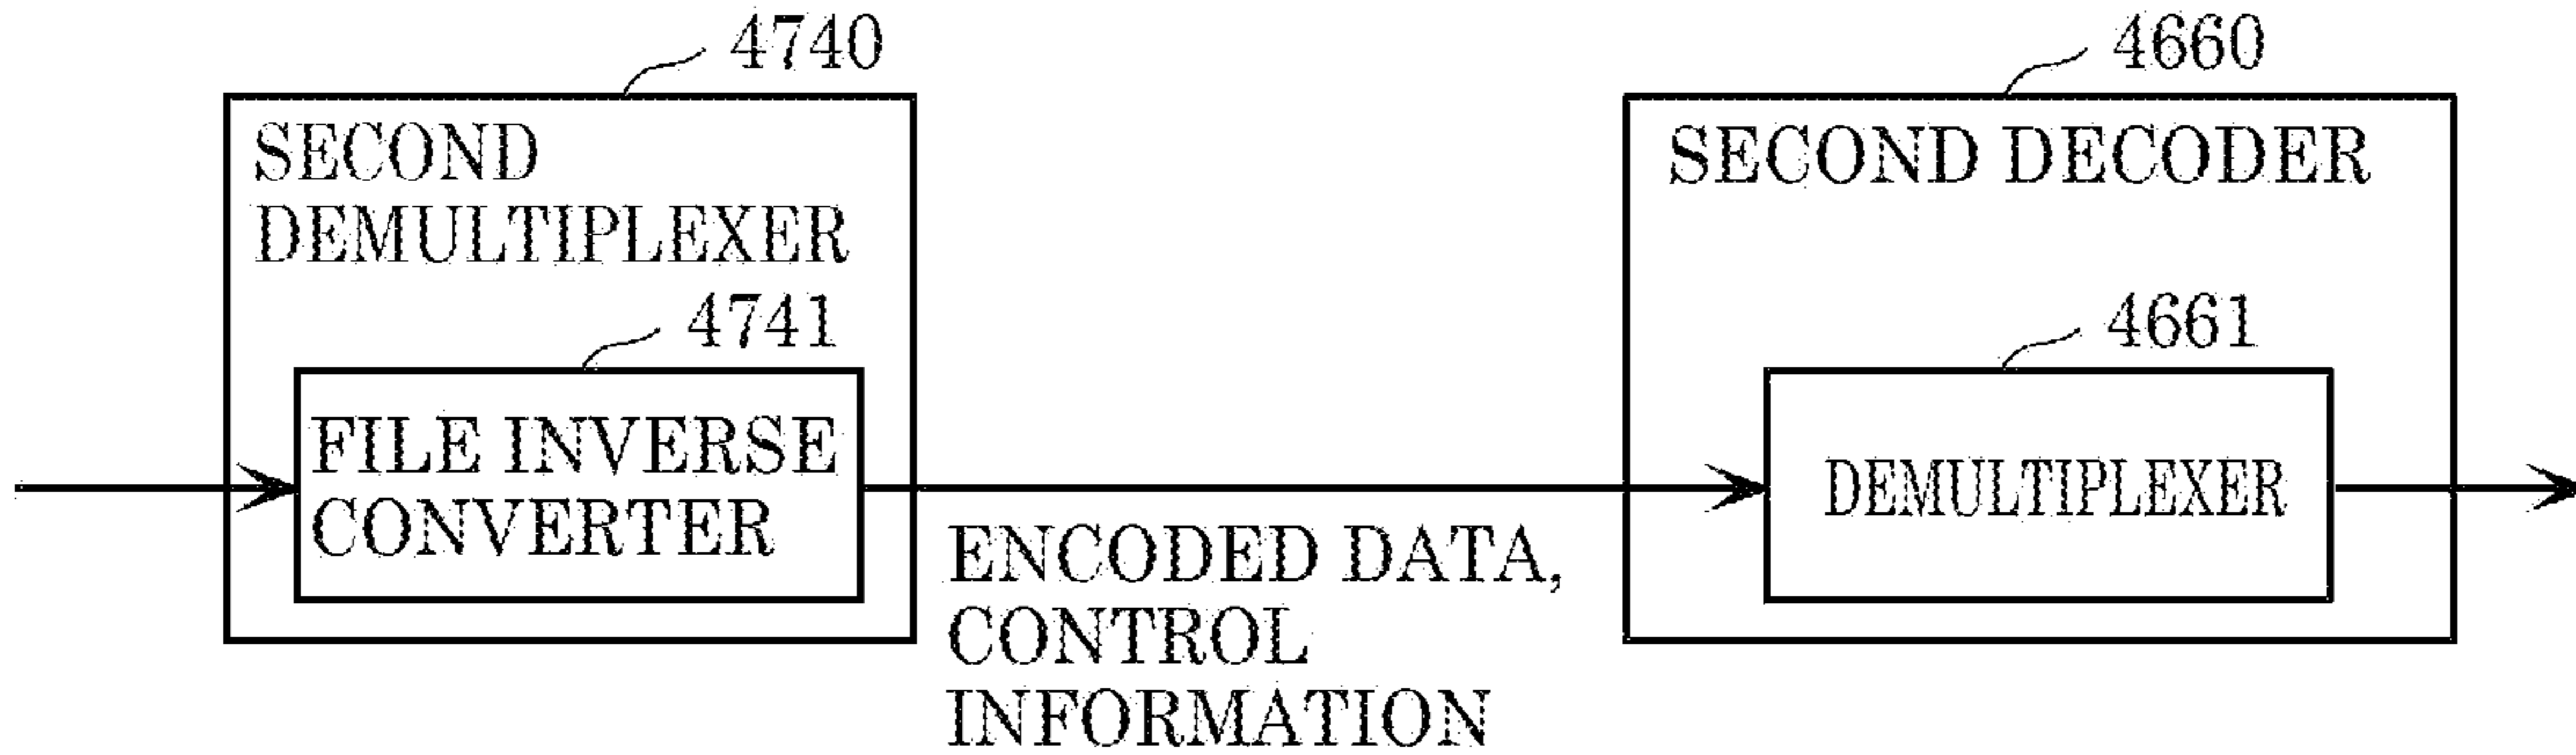 4740
SECOND
DEMULTIPLEXER
4741
FILE INVERSE
CONVERTER
ENCODED DATA,
CONTROL
INFORMATION
4660
SECOND DECODER
4661
DEMULTIPLEXER